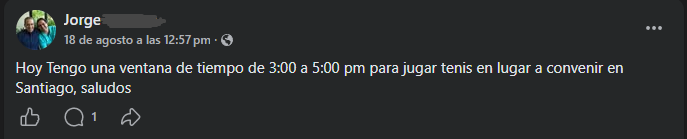 Jorge
18 de agosto a las 12:57 pm ·
Hoy Tengo una ventana de tiempo de 3:00 a 5:00 pm para jugar tenis en lugar a convenir en
Santiago, saludos
1